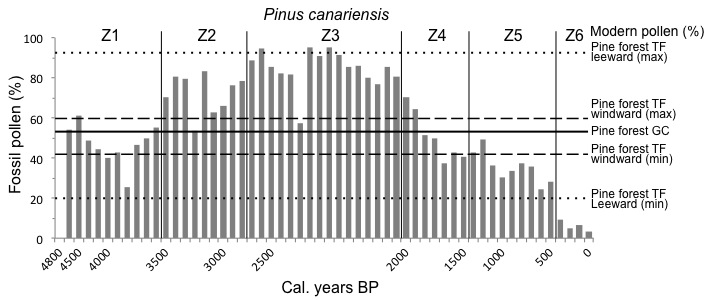 Pinus canariensis
Modern pollen (%)
Z1 Z2 Z3 Z4 Z5 Z6
Pine forest TF
leeward (max)
Pine forest TF
windward (max)
Pine forest GC
Pine forest TF
windward (min)
Pine forest TF
Leeward (min)
Fossil pollen (%)
100
80
60
40
20
0
4800 4500 4000 3500 3000 2500 2000 1500 1000 500 0
Cal. years BP